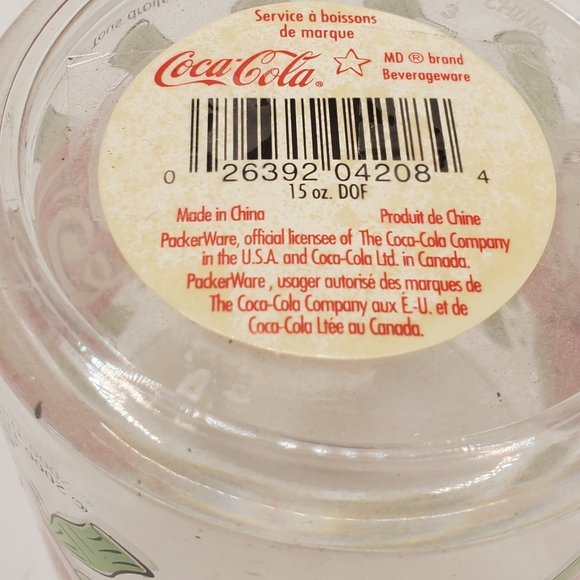 Service à boissons
de marque
Coca-Cola® MD ® brand
Beverageware
0 26392 04208 4
15 oz. DOF
Made in China Produit de Chine
PackerWare, official licensee of The Coca-Cola Company
in the U.S.A. and Coca-Cola Ltd. in Canada.
PackerWare, usager autorisé des marques de
The Coca-Cola Company aux É.-U. et de
Coca-Cola Ltée au Canada.
CHINA